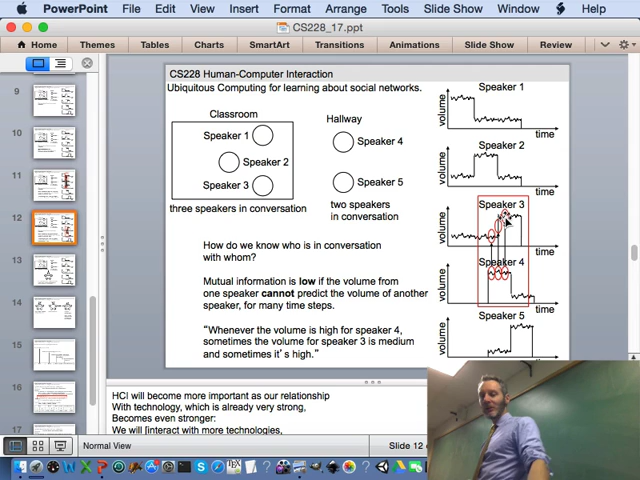 PowerPoint File Edit View Insert Format Arrange Tools Slide Show Window Help
CS228_17.ppt
Home Themes Tables Charts SmartArt Transitions Animations Slide Show Review
9
10
11
12
13
14
15
16
17
CS228 Human-Computer Interaction
Ubiquitous Computing for learning about social networks.
Classroom
Speaker 1
Speaker 2
Speaker 3
three speakers in conversation
Hallway
Speaker 4
Speaker 5
two speakers
in conversation
How do we know who is in conversation
with whom?
Mutual information is low if the volume from
one speaker cannot predict the volume of another
speaker, for many time steps.
“Whenever the volume is high for speaker 4,
sometimes the volume for speaker 3 is medium
and sometimes it’s high.”
Speaker 1
volume
time
Speaker 2
volume
time
Speaker 3
volume
time
Speaker 4
volume
time
Speaker 5
volume
HCI will become more important as our relationship
With technology, which is already very strong,
Becomes even stronger:
We will [interact with more technologies,
Normal View
Slide 12 o